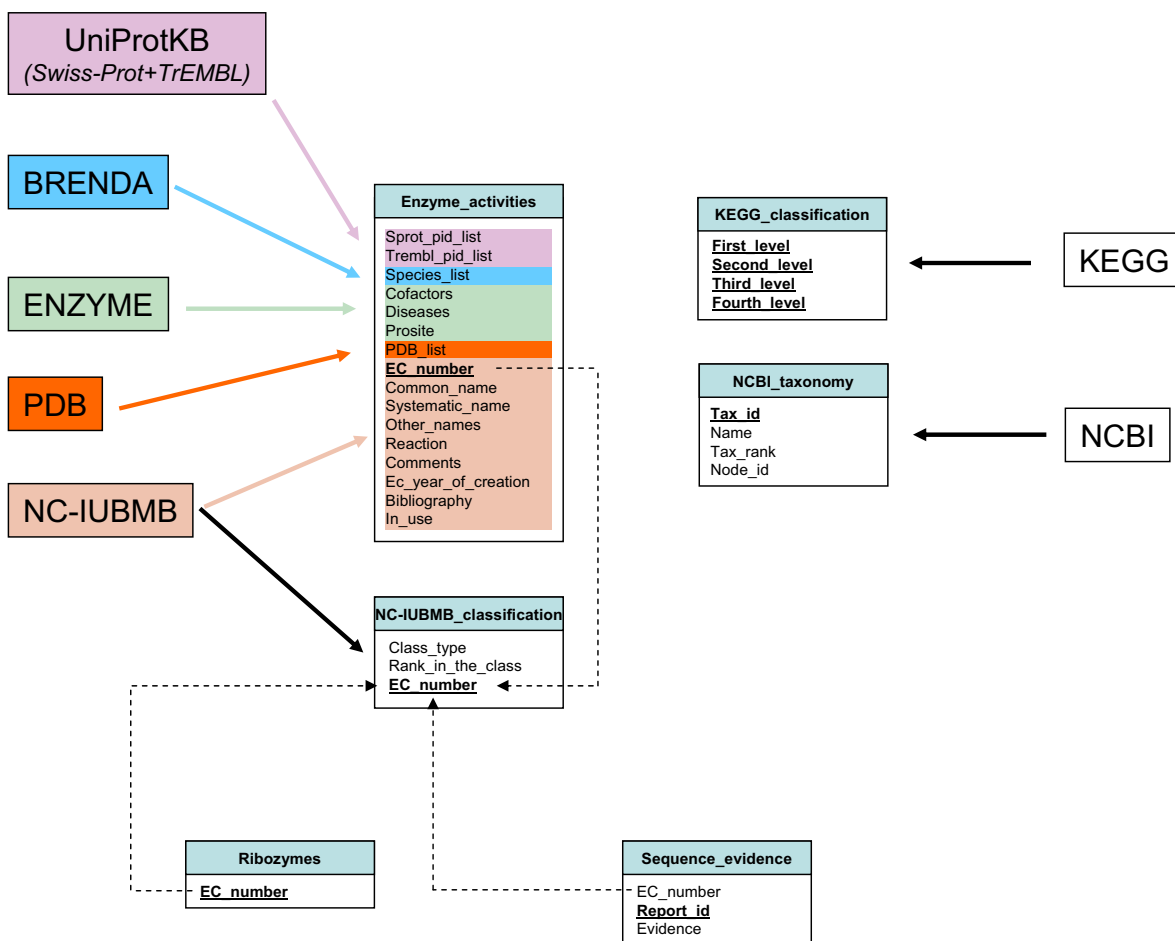 UniProtKB
(Swiss-Prot+TrEMBL)
BRENDA
ENZYME
PDB
NC-IUBMB
Enzyme_activities
Sprot_pid_list
Trembl_pid_list
Species_list
Cofactors
Diseases
Prosite
PDB_list
EC_number
Common_name
Systematic_name
Other_names
Reaction
Comments
Ec_year_of_creation
Bibliography
In_use
KEGG_classification
First_level
Second_level
Third_level
Fourth_level
KEGG
NCBI_taxonomy
Tax_id
Name
Tax_rank
Node_id
NCBI
NC-IUBMB_classification
Class_type
Rank_in_the_class
EC_number
Ribozymes
EC_number
Sequence_evidence
EC_number
Report_id
Evidence